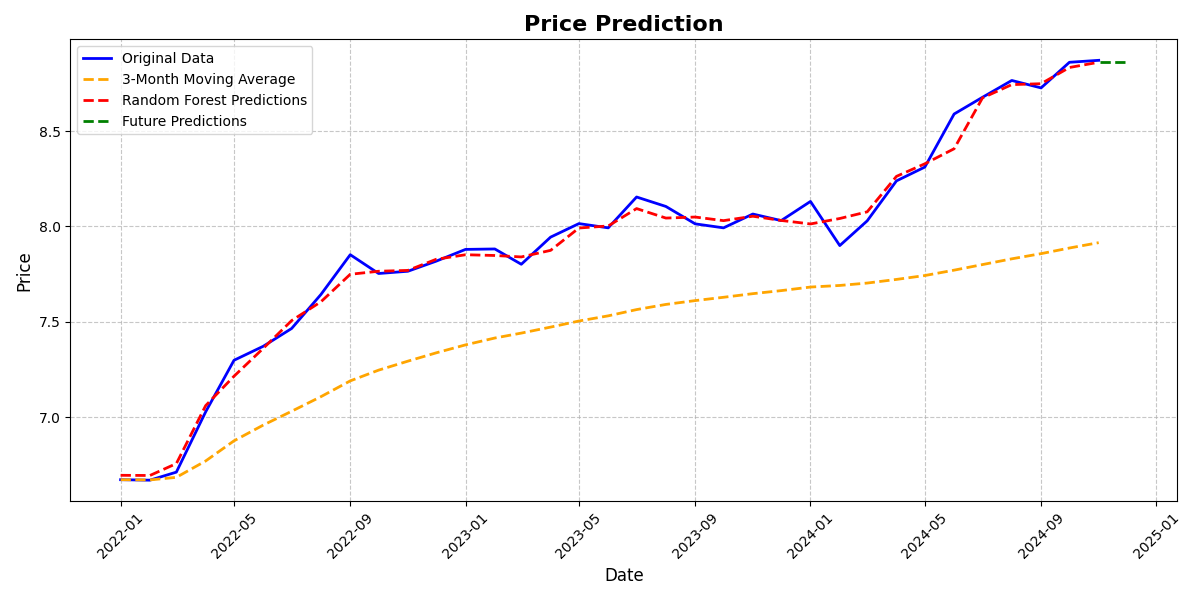 Price Prediction
Original Data
3-Month Moving Average
Random Forest Predictions
Future Predictions
Price
8.5
8.0
7.5
7.0
2022-01
2022-05
2022-09
2023-01
2023-05
2023-09
2024-01
2024-05
2024-09
2025-01
Date